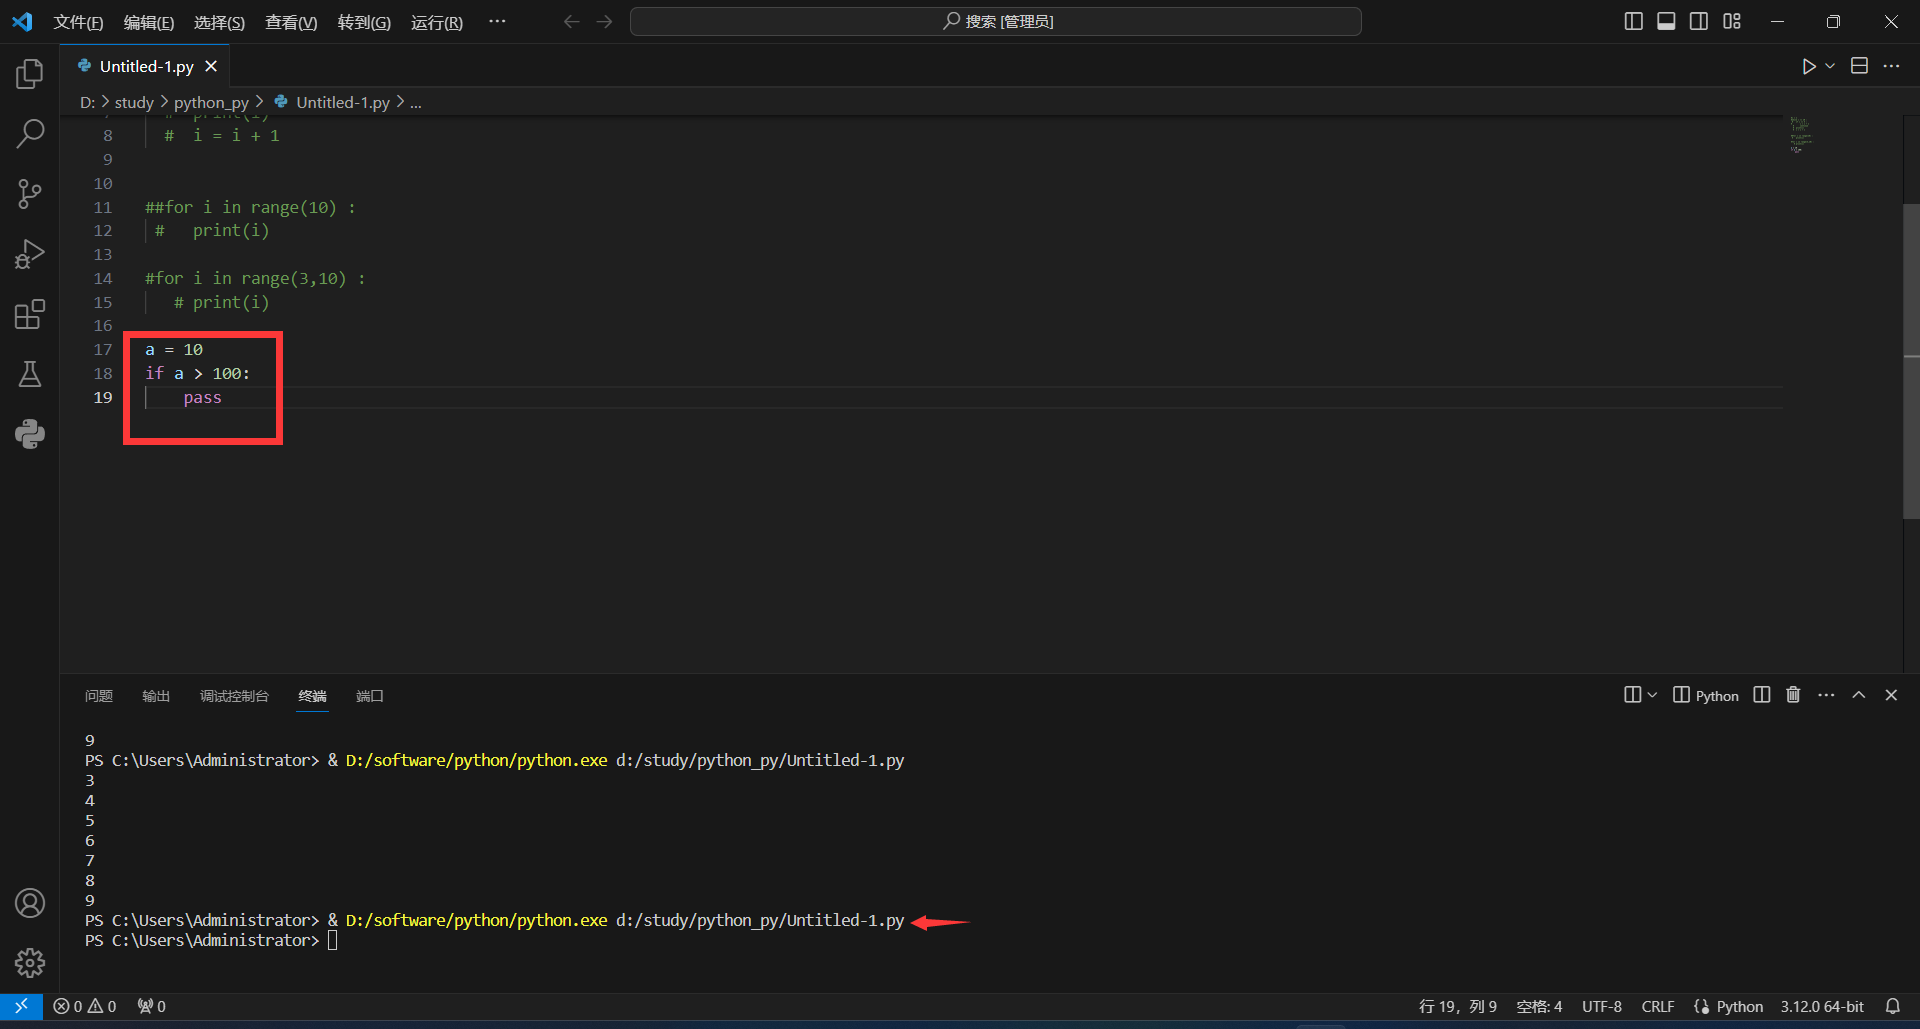 文件(F) 编辑(E) 选择(S) 查看(V) 转到(G) 运行(R) ··· 搜索 [管理员]
Untitled-1.py
D: > study > python_py > Untitled-1.py > ...
7 # print(i)
8 # i = i + 1
9
10
11 ##for i in range(10) :
12 # print(i)
13
14 #for i in range(3,10) :
15 # print(i)
16
17 a = 10
18 if a > 100:
19 pass
问题 输出 调试控制台 终端 端口 Python
9
PS C:\Users\Administrator> & D:/software/python/python.exe d:/study/python_py/Untitled-1.py
3
4
5
6
7
8
9
PS C:\Users\Administrator> & D:/software/python/python.exe d:/study/python_py/Untitled-1.py
PS C:\Users\Administrator>
0 0 0 行 19，列 9 空格: 4 UTF-8 CRLF Python 3.12.0 64-bit